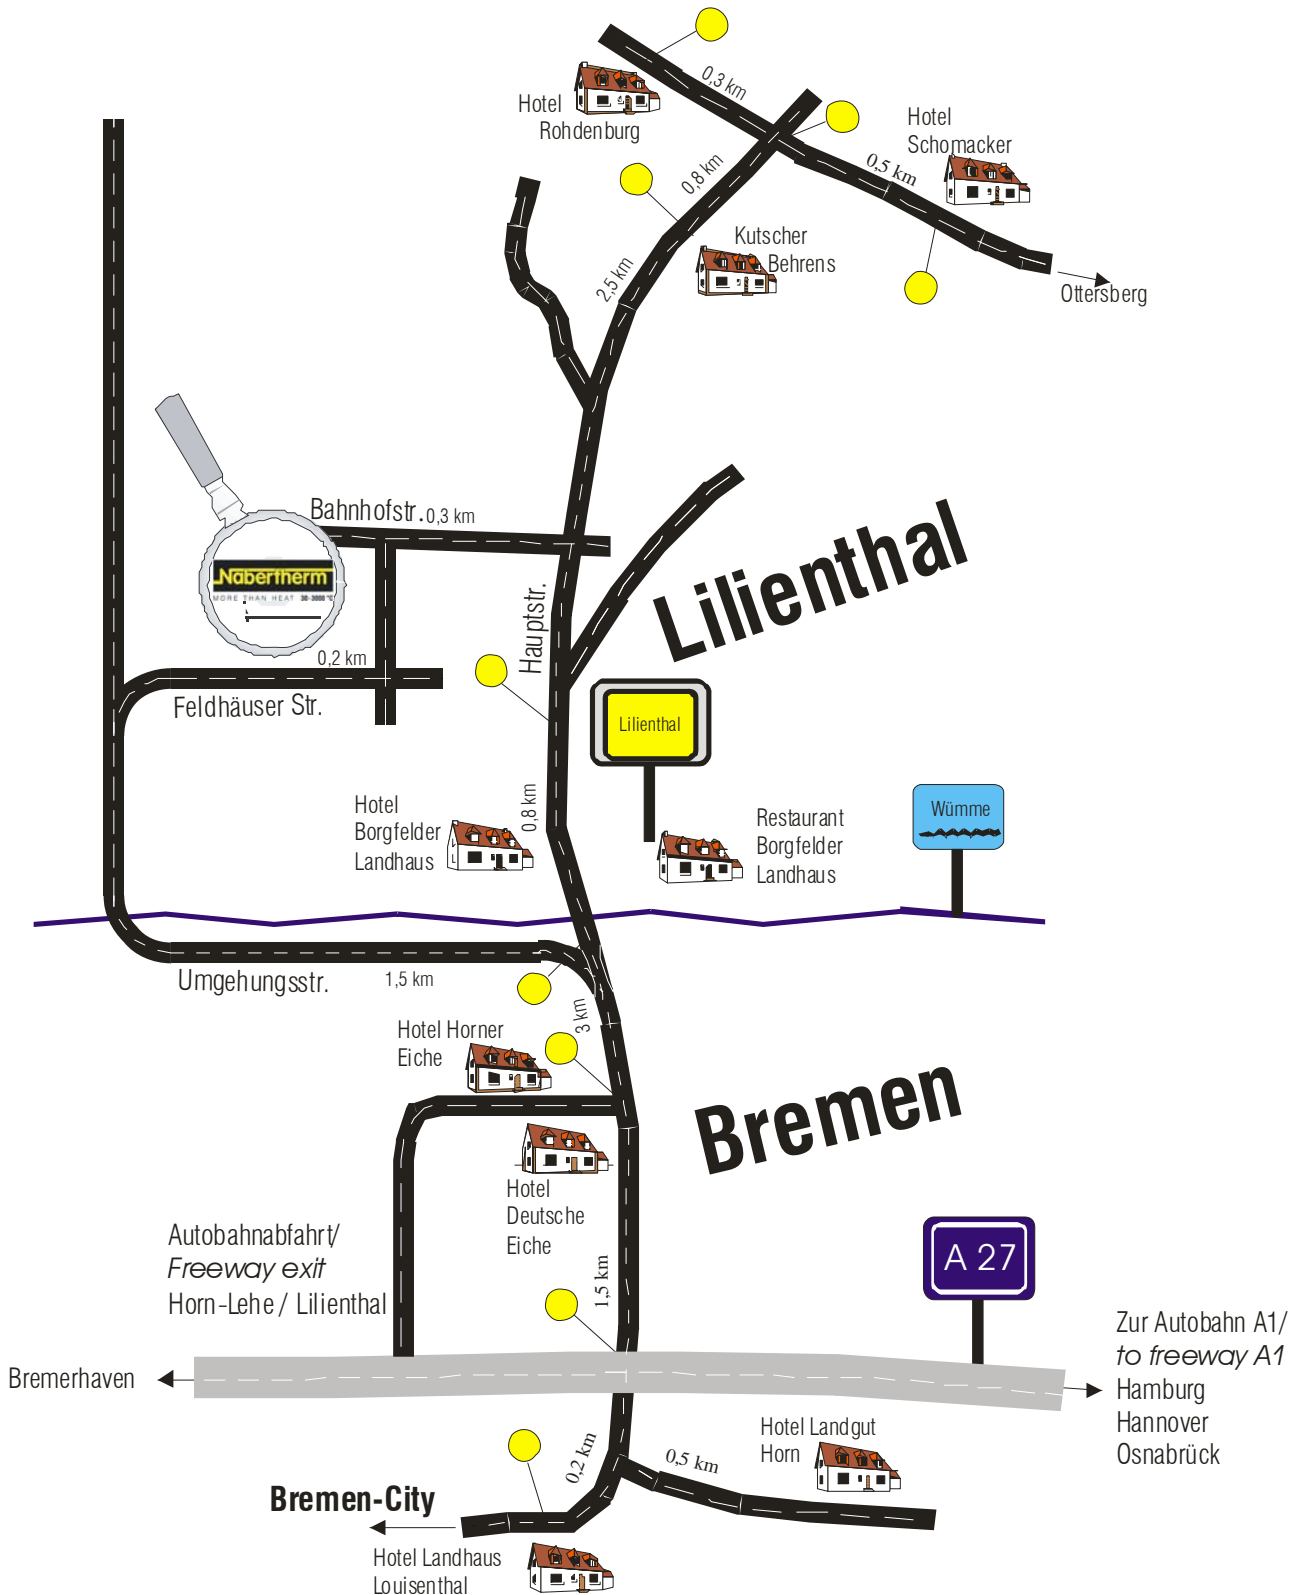 0,3 km
Hotel
Rohdenburg
Hotel
Schomacker
0,5 km
0,8 km
Kutscher
Behrens
2,5 km
Ottersberg
Bahnhofstr. 0,3 km
Nabertherm
MORE THAN HEAT 30-3000 °C
Lilienthal
Hauptstr.
0,2 km
Feldhäuser Str.
Lilienthal
Hotel
Borgfelder
Landhaus
0,8 km
Restaurant
Borgfelder
Landhaus
Wümme
Umgehungsstr.
1,5 km
3 km
Hotel Horner
Eiche
Bremen
Hotel
Deutsche
Eiche
Autobahnabfahrt/
Freeway exit
Horn-Lehe / Lilienthal
1,5 km
A 27
Bremerhaven
Zur Autobahn A1/
to freeway A1
Hamburg
Hannover
Osnabrück
Hotel Landgut
Horn
0,2 km
0,5 km
Bremen-City
Hotel Landhaus
Louisenthal